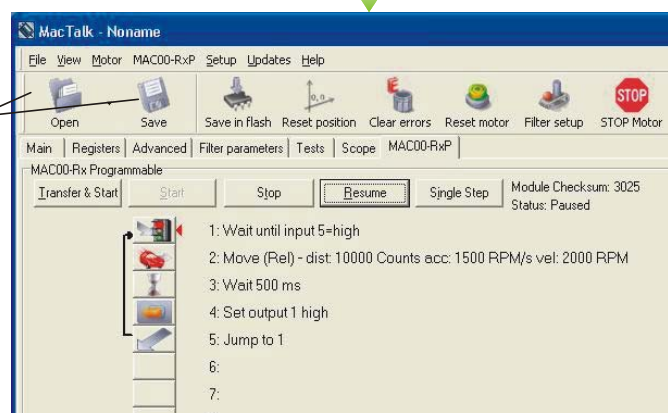 MacTalk - Noname
File View Motor MAC00-RxP Setup Updates Help
E
0,0
STOP
Open Save Save in flash Reset position Clear errors Reset motor Filter setup STOP Motor
Main Registers Advanced Filter parameters Tests Scope MAC00-RxP
MAC00-Rx Programmable
Transfer & Start Start Stop Resume Single Step Module Checksum: 3025
Status: Paused
1: Wait until input 5=high
2: Move (Rel) - dist: 10000 Counts acc: 1500 RPM/s vel: 2000 RPM
3: Wait 500 ms
4: Set output 1 high
5: Jump to 1
6:
7: